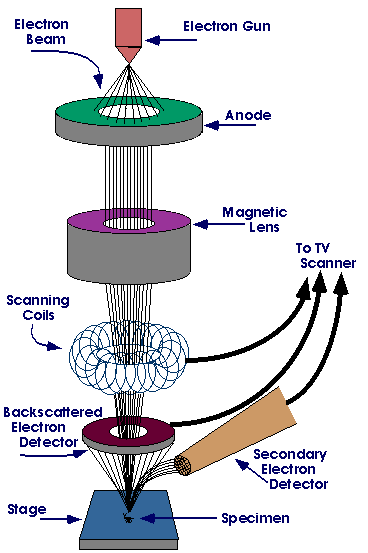 Electron
Beam
Electron Gun
Anode
Magnetic
Lens
To TV
Scanner
Scanning
Coils
Backscattered
Electron
Detector
Secondary
Electron
Detector
Stage
Specimen